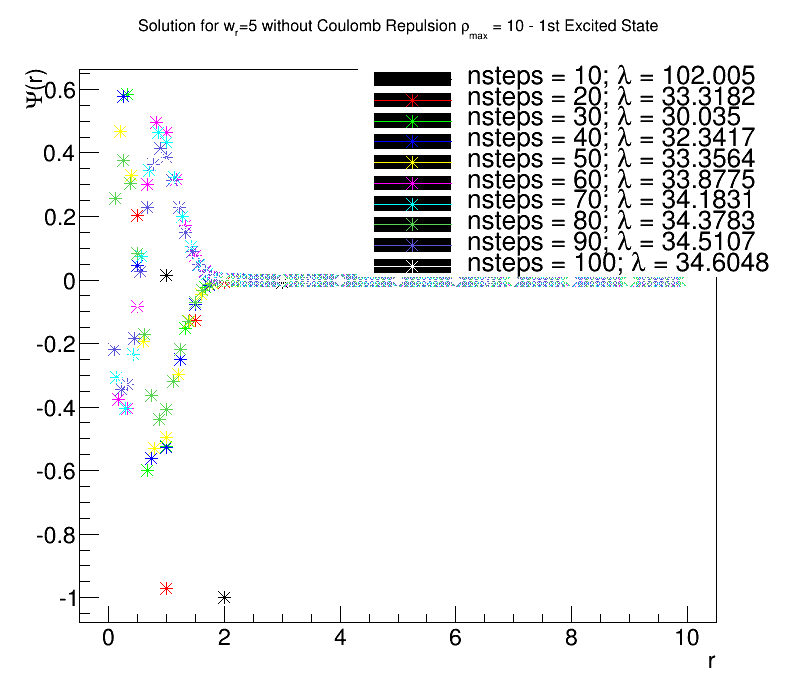 Solution for wr=5 without Coulomb Repulsion ρmax = 10 - 1st Excited State
Ψ(r)
nsteps = 10; λ = 102.005
nsteps = 20; λ = 33.3182
nsteps = 30; λ = 30.035
nsteps = 40; λ = 32.3417
nsteps = 50; λ = 33.3564
nsteps = 60; λ = 33.8775
nsteps = 70; λ = 34.1831
nsteps = 80; λ = 34.3783
nsteps = 90; λ = 34.5107
nsteps = 100; λ = 34.6048
0.6
0.4
0.2
0
-0.2
-0.4
-0.6
-0.8
-1
0 2 4 6 8 10
r